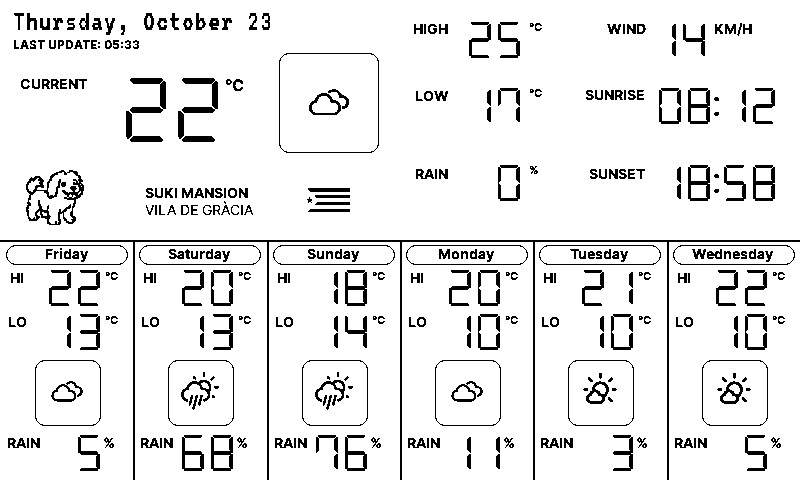 Thursday, October 23
LAST UPDATE: 05:33
CURRENT 22 °C
SUKI MANSION
VILA DE GRÀCIA
HIGH 25 °C
LOW 17 °C
RAIN 0 %
WIND 14 KM/H
SUNRISE 08:12
SUNSET 18:58
Friday
HI 22 °C
LO 13 °C
RAIN 5 %
Saturday
HI 20 °C
LO 13 °C
RAIN 68 %
Sunday
HI 18 °C
LO 14 °C
RAIN 76 %
Monday
HI 20 °C
LO 10 °C
RAIN 11 %
Tuesday
HI 21 °C
LO 10 °C
RAIN 3 %
Wednesday
HI 22 °C
LO 10 °C
RAIN 5 %